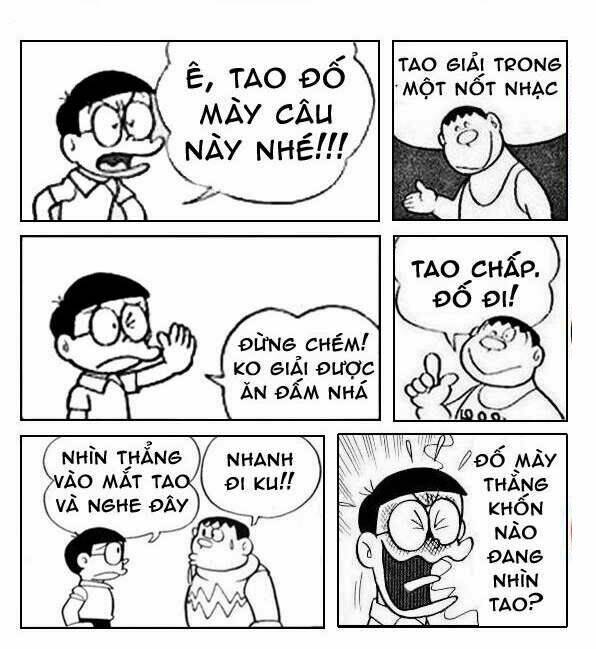 Ê, TAO ĐỐ
MÀY CÂU
NÀY NHÉ!!!
TAO GIẢI TRONG
MỘT NỐT NHẠC
ĐỪNG CHÉM!
KO GIẢI ĐƯỢC
ĂN ĐẤM NHÁ
TAO CHẤP.
ĐỐ ĐI!
NHÌN THẲNG
VÀO MẮT TAO
VÀ NGHE ĐÂY
NHANH
ĐI KU!!
ĐỐ MÀY
THẰNG
KHỐN
NÀO
ĐANG
NHÌN
TAO?